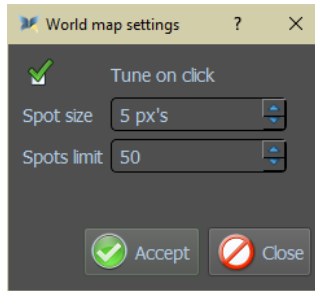 World map settings ?
Tune on click
Spot size 5 px's
Spots limit 50
Accept Close